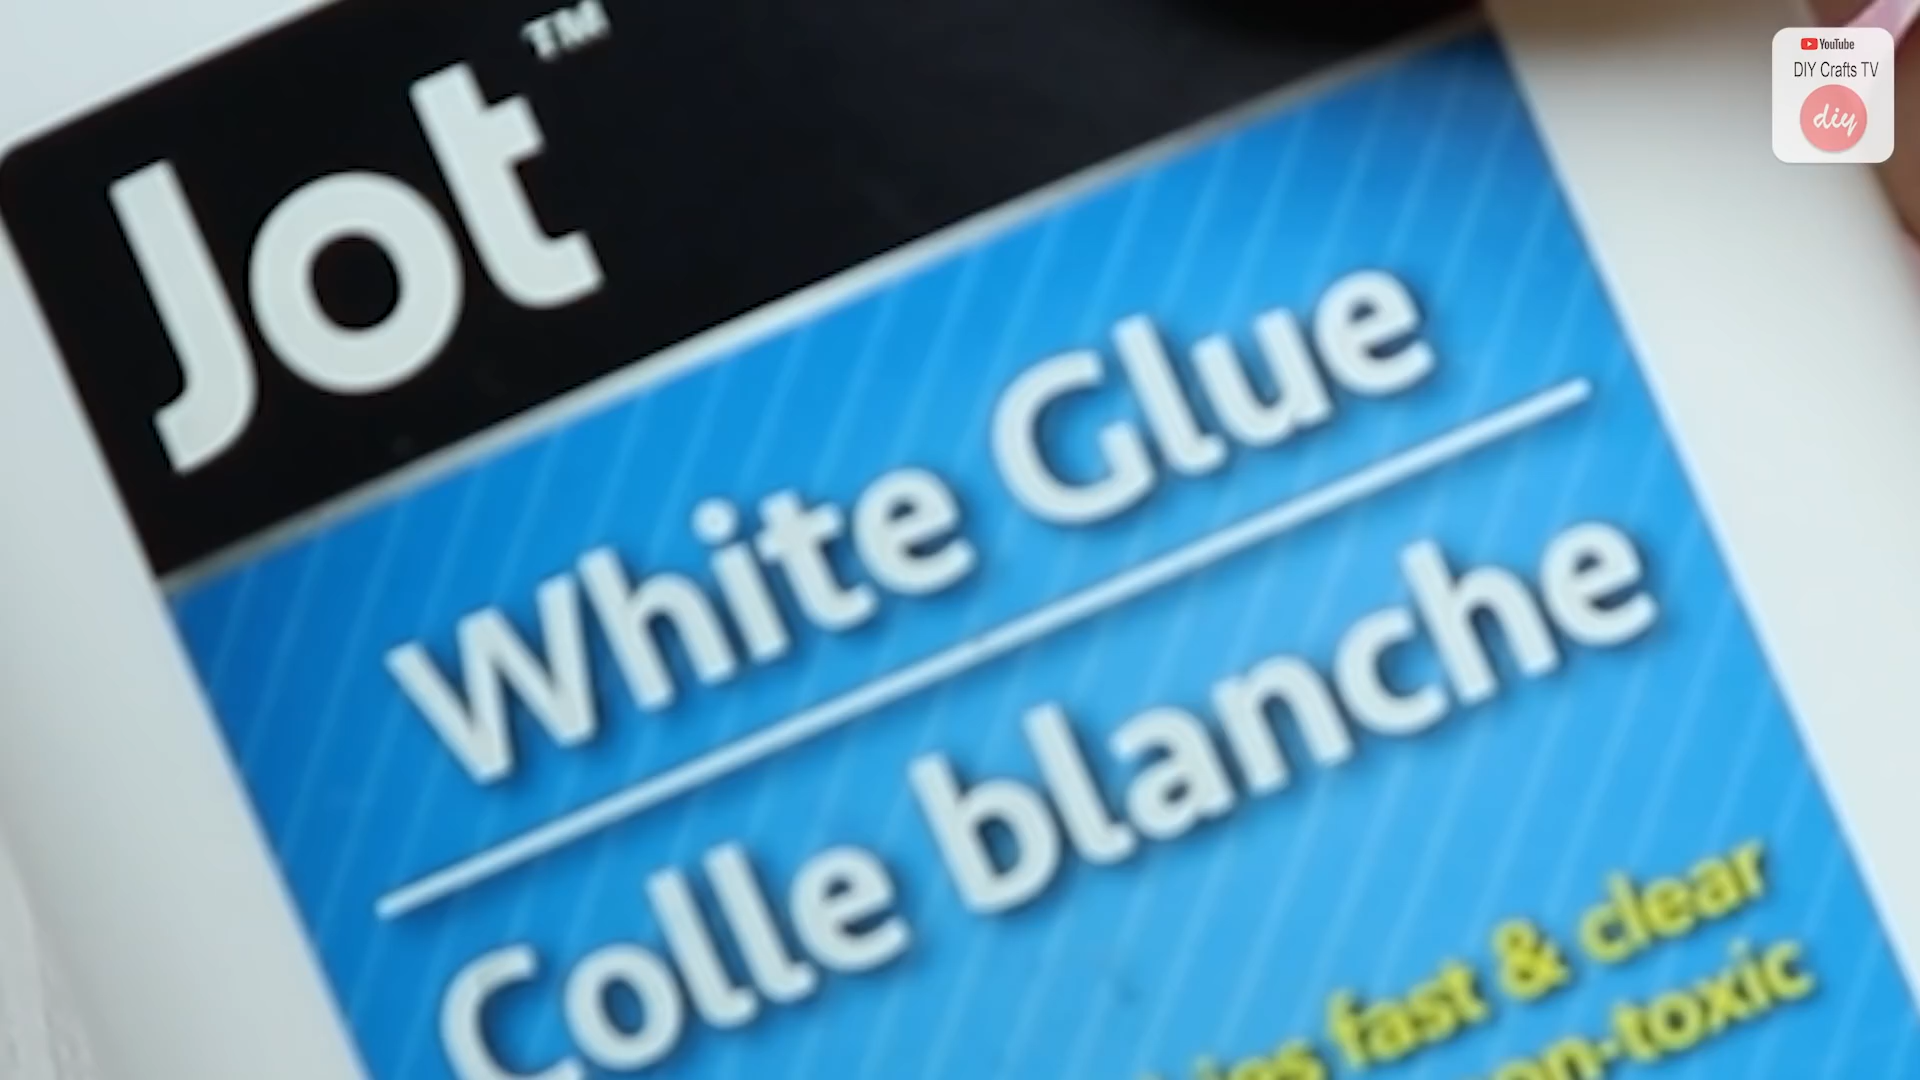 Jot™
White Glue
Colle blanche
fast & clear
non-toxic
YouTube
DIY Crafts TV
diy